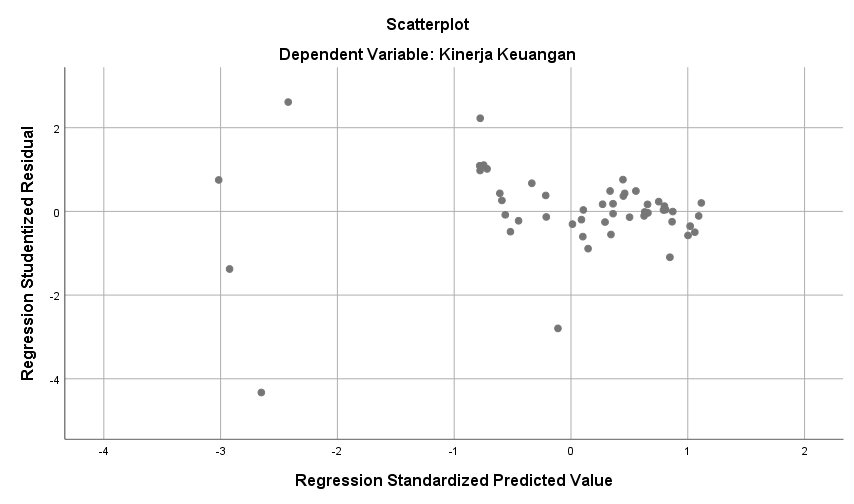 Scatterplot
Dependent Variable: Kinerja Keuangan
Regression Studentized Residual
2
0
-2
-4
-4
-3
-2
-1
0
1
2
Regression Standardized Predicted Value